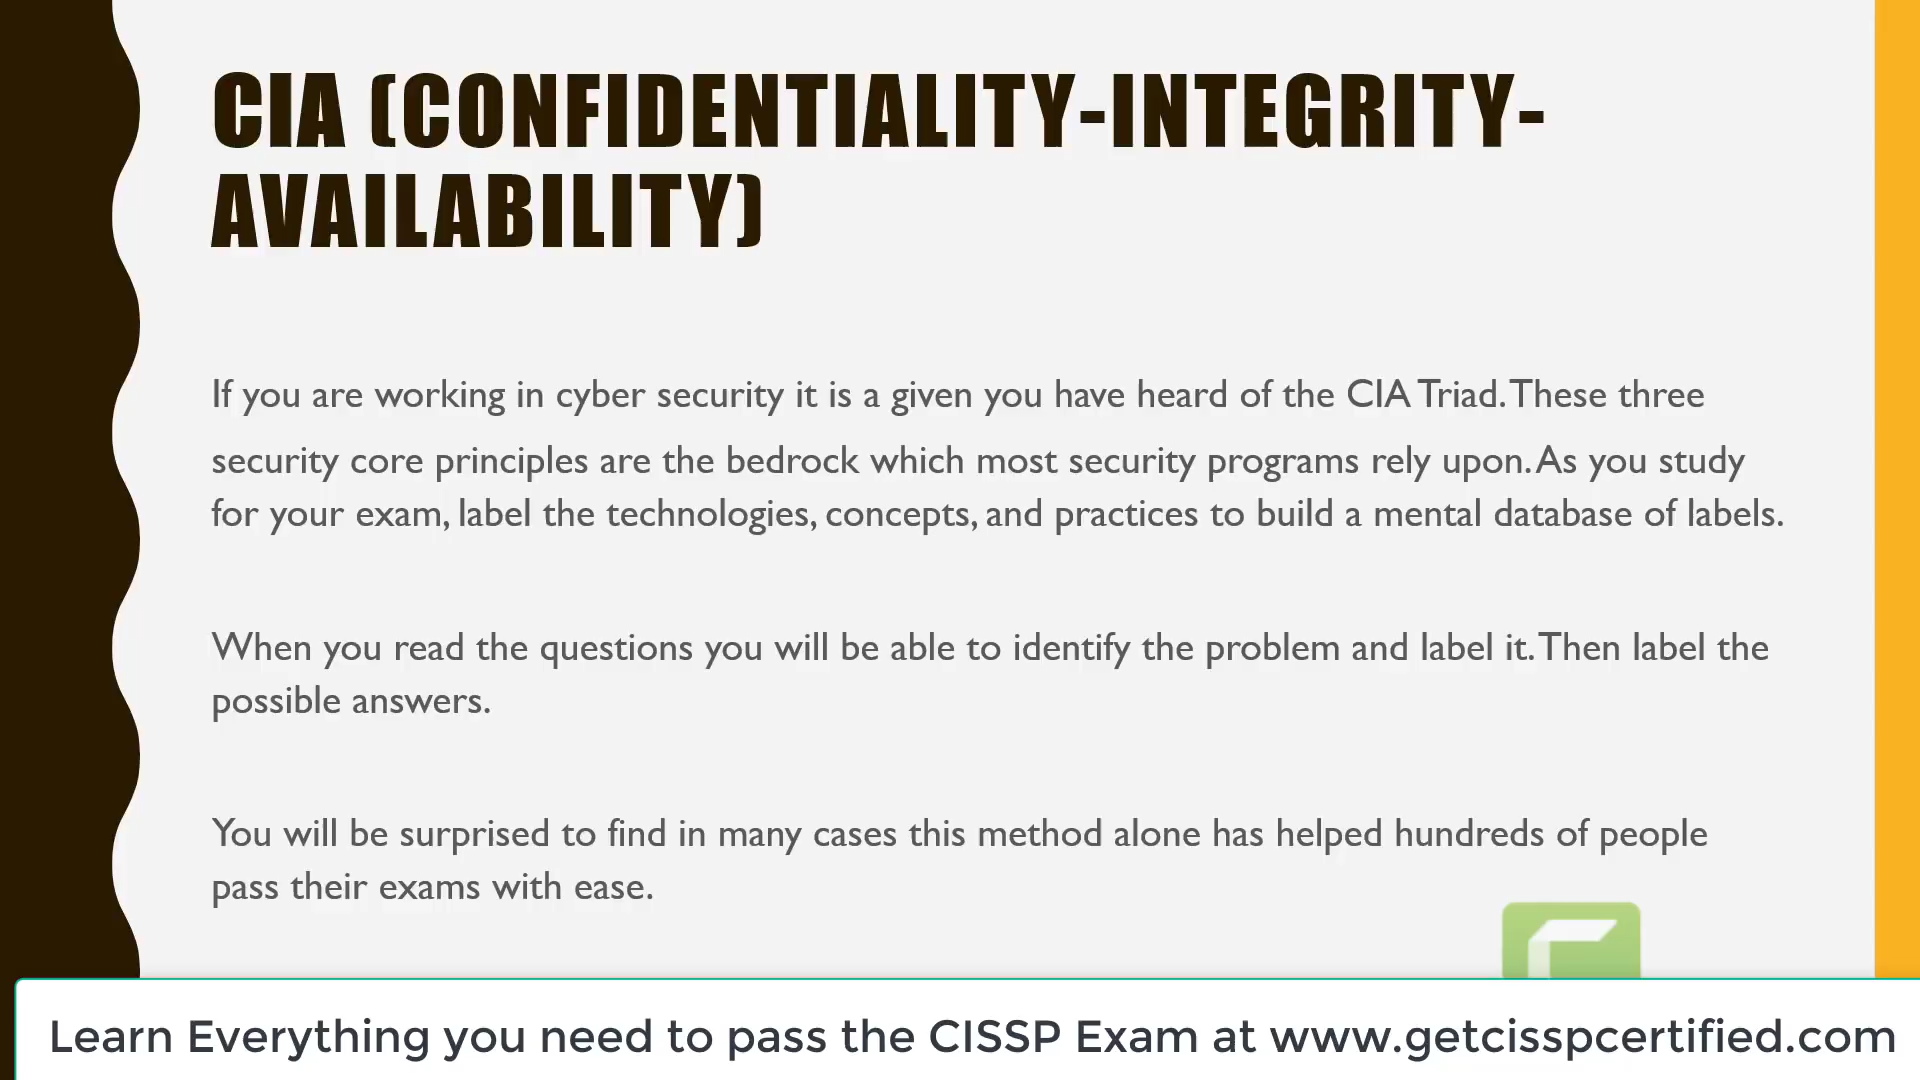 CIA (CONFIDENTIALITY-INTEGRITY-
AVAILABILITY)
If you are working in cyber security it is a given you have heard of the CIA Triad. These three
security core principles are the bedrock which most security programs rely upon. As you study
for your exam, label the technologies, concepts, and practices to build a mental database of labels.
When you read the questions you will be able to identify the problem and label it. Then label the
possible answers.
You will be surprised to find in many cases this method alone has helped hundreds of people
pass their exams with ease.
Learn Everything you need to pass the CISSP Exam at www.getcisspcertified.com